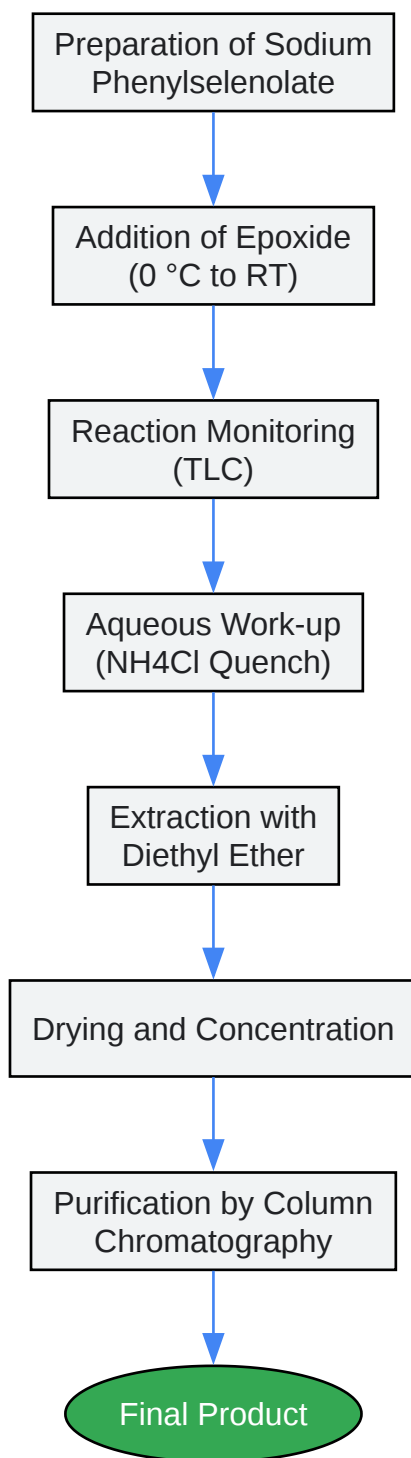 Preparation of Sodium
Phenylselenolate
Addition of Epoxide
(0 °C to RT)
Reaction Monitoring
(TLC)
Aqueous Work-up
(NH4Cl Quench)
Extraction with
Diethyl Ether
Drying and Concentration
Purification by Column
Chromatography
Final Product